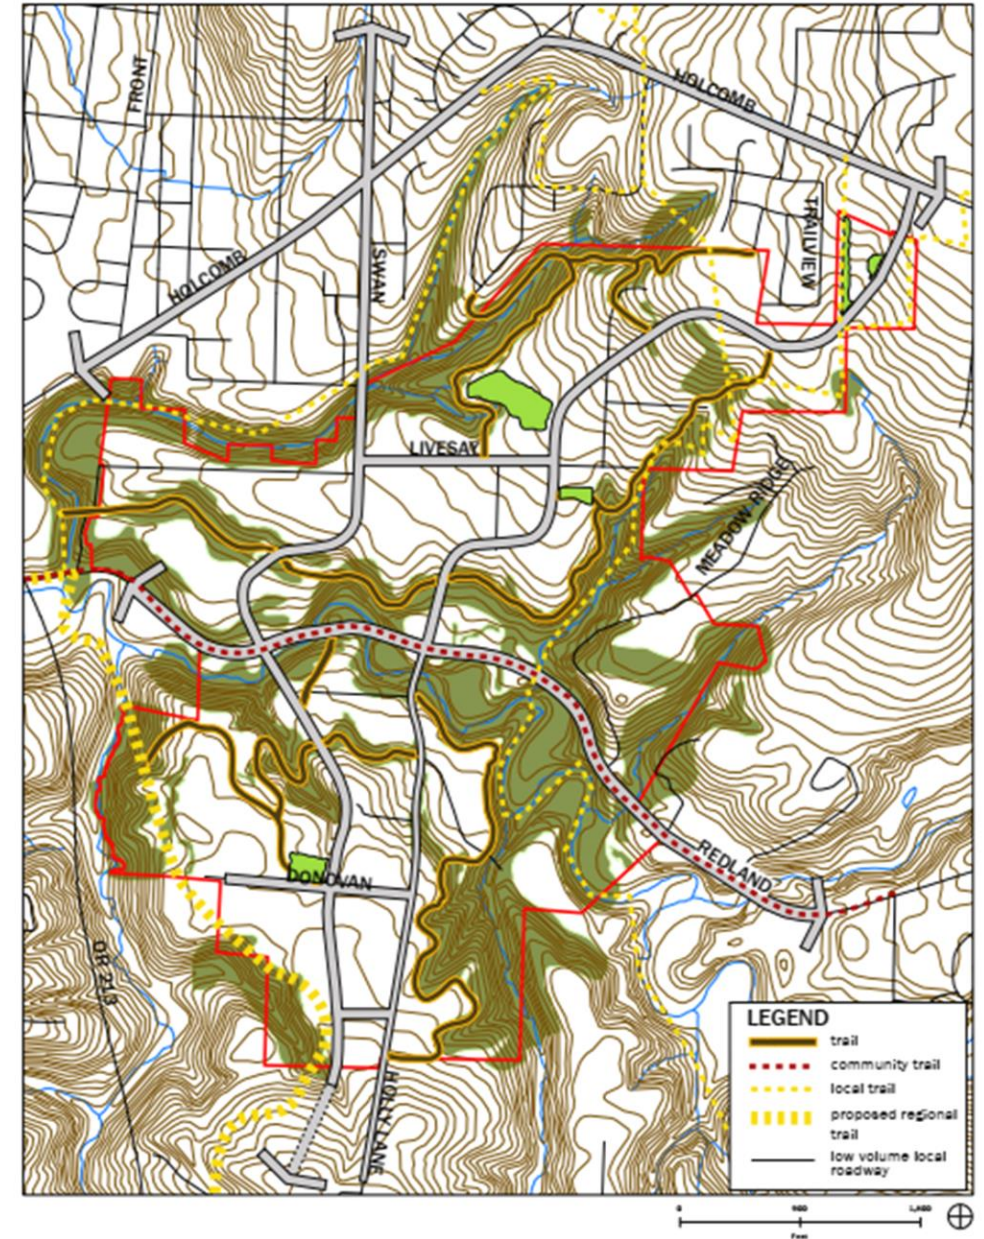 FRONT
HOLCOMB
HOLCOMB
SWAN
TRAILVIEW
LIVESAY
MEADOW RIDGE
REDLAND
DONOVAN
OR 213
HOLLY LANE
LEGEND
trail
community trail
local trail
proposed regional
trail
low volume local
roadway
0
Feet